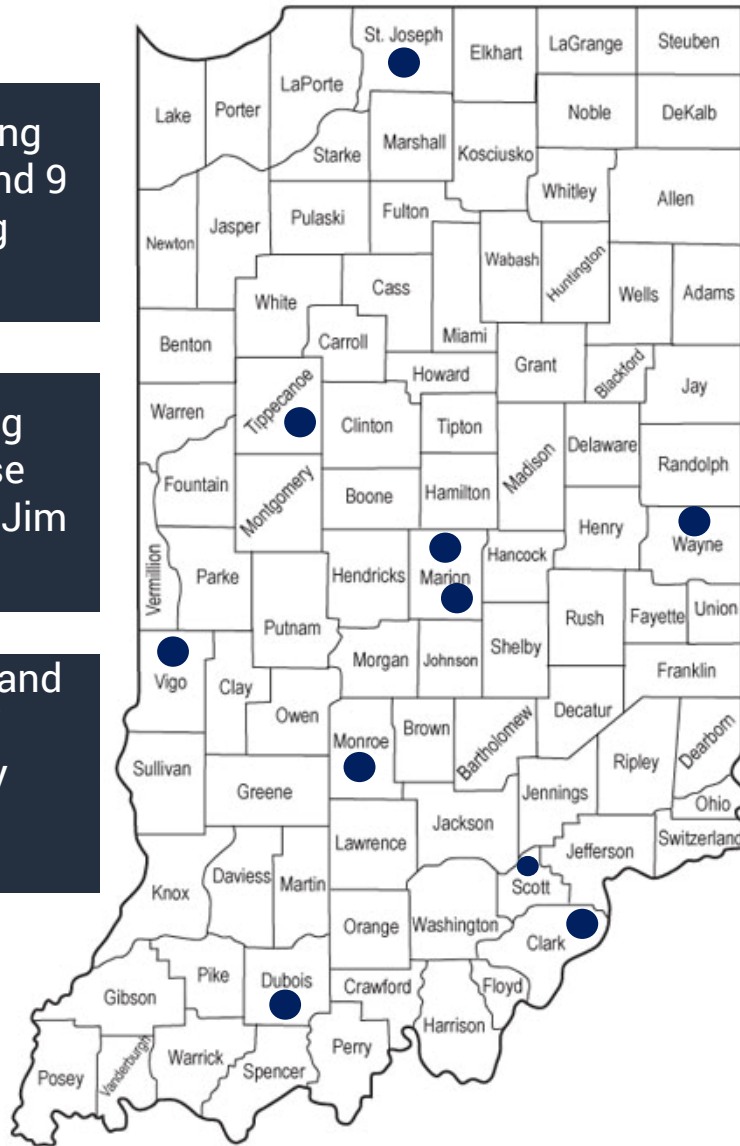 ng
nd 9
g
g
se
Jim
and
y
St. Joseph
Elkhart
LaGrange
Steuben
LaPorte
Lake
Porter
Noble
DeKalb
Starke
Marshall
Kosciusko
Whitley
Allen
Newton
Jasper
Pulaski
Fulton
Wabash
Huntington
White
Cass
Miami
Wells
Adams
Benton
Carroll
Grant
Blackford
Howard
Jay
Warren
Tippecanoe
Clinton
Tipton
Madison
Delaware
Randolph
Fountain
Montgomery
Boone
Hamilton
Henry
Wayne
Vermillion
Parke
Hendricks
Marion
Hancock
Putnam
Rush
Fayette
Union
Shelby
Morgan
Johnson
Franklin
Vigo
Clay
Owen
Decatur
Monroe
Brown
Bartholomew
Ripley
Dearborn
Sullivan
Greene
Jennings
Ohio
Jackson
Lawrence
Jefferson
Switzerland
Knox
Daviess
Martin
Scott
Orange
Washington
Clark
Pike
Dubois
Crawford
Floyd
Gibson
Harrison
Posey
Vanderburgh
Warrick
Spencer
Perry